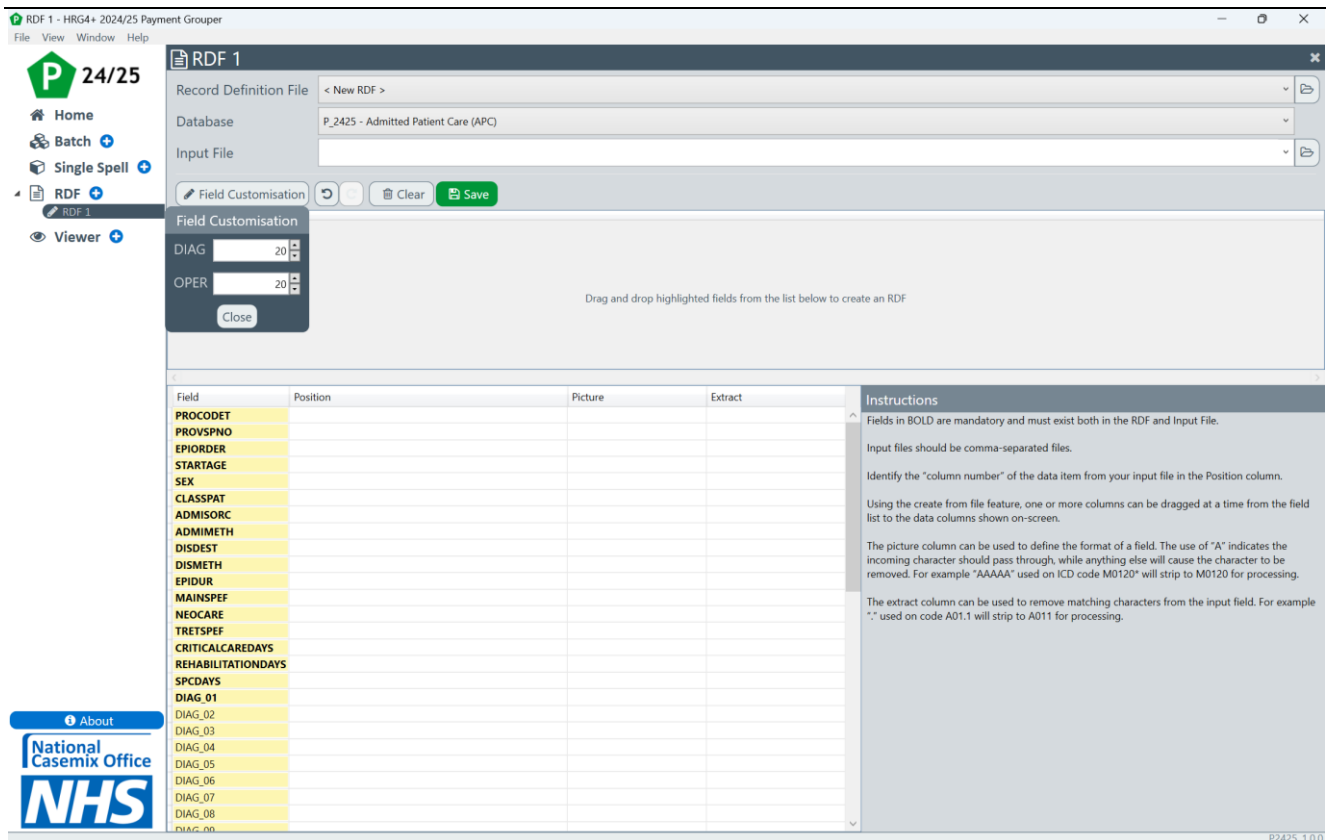 RDF 1 - HRG4+ 2024/25 Payment Grouper
File View Window Help
P 24/25
Home
Batch
Single Spell
RDF
RDF 1
Viewer
RDF 1
Record Definition File < New RDF >
Database P_2425 - Admitted Patient Care (APC)
Input File
Field Customisation Clear Save
Field Customisation
DIAG 20
OPER 20
Close
Drag and drop highlighted fields from the list below to create an RDF
Field Position Picture Extract
PROCODET
PROVSPNO
EPIORDER
STARTAGE
SEX
CLASSPAT
ADMISORC
ADMIMETH
DISDEST
DISMETH
EPIDUR
MAINSPEF
NEOCARE
TRETSPEF
CRITICALCAREDAYS
REHABILITATIONDAYS
SPCDAYS
DIAG_01
DIAG_02
DIAG_03
DIAG_04
DIAG_05
DIAG_06
DIAG_07
DIAG_08
DIAG_09
Instructions
Fields in BOLD are mandatory and must exist both in the RDF and Input File.
Input files should be comma-separated files.
Identify the "column number" of the data item from your input file in the Position column.
Using the create from file feature, one or more columns can be dragged at a time from the field
list to the data columns shown on-screen.
The picture column can be used to define the format of a field. The use of "A" indicates the
incoming character should pass through, while anything else will cause the character to be
removed. For example "AAAAA" used on ICD code M0120* will strip to M0120 for processing.
The extract column can be used to remove matching characters from the input field. For example
"." used on code A01.1 will strip to A011 for processing.
About
National
Casemix Office
NHS
P2425_1.0.0